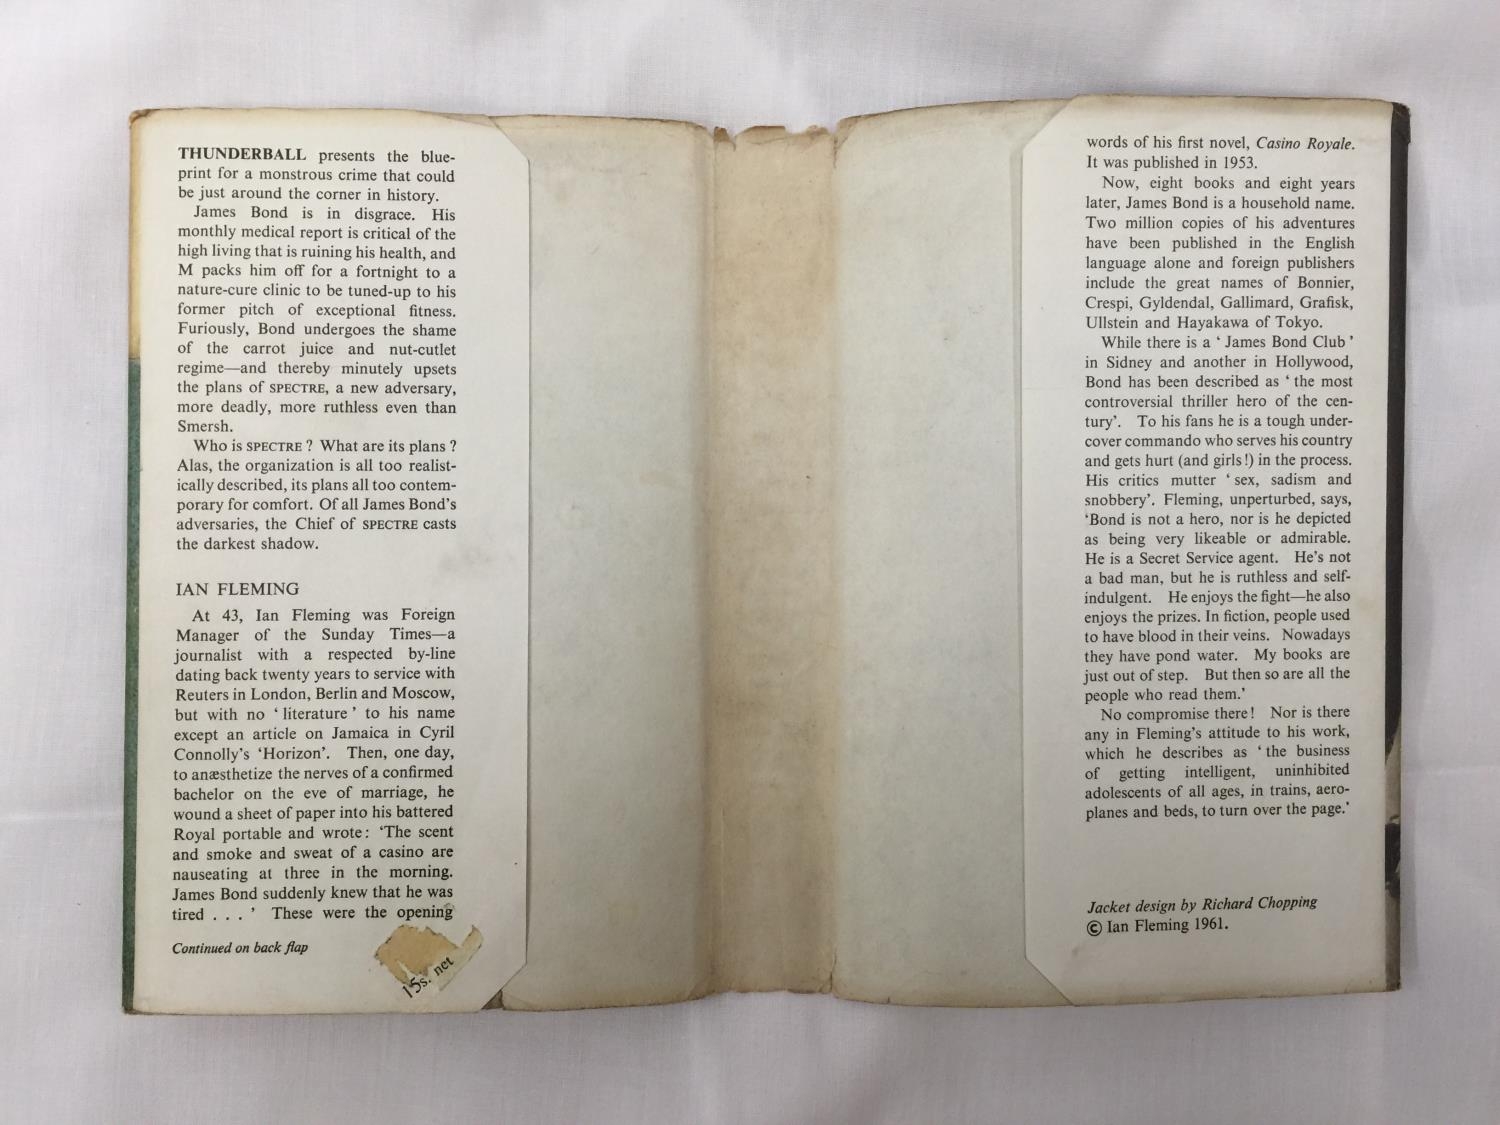 THUNDERBALL presents the blue-
print for a monstrous crime that could
be just around the corner in history.
James Bond is in disgrace. His
monthly medical report is critical of the
high living that is ruining his health, and
M packs him off for a fortnight to a
nature-cure clinic to be tuned-up to his
former pitch of exceptional fitness.
Furiously, Bond undergoes the shame
of the carrot juice and nut-cutlet
regime—and thereby minutely upsets
the plans of SPECTRE, a new adversary,
more deadly, more ruthless even than
Smersh.
Who is SPECTRE? What are its plans?
Alas, the organization is all too realist-
ically described, its plans all too contem-
porary for comfort. Of all James Bond's
adversaries, the Chief of SPECTRE casts
the darkest shadow.
IAN FLEMING
At 43, Ian Fleming was Foreign
Manager of the Sunday Times—a
journalist with a respected by-line
dating back twenty years to service with
Reuters in London, Berlin and Moscow,
but with no 'literature' to his name
except an article on Jamaica in Cyril
Connolly's 'Horizon'. Then, one day,
to anæsthetize the nerves of a confirmed
bachelor on the eve of marriage, he
wound a sheet of paper into his battered
Royal portable and wrote: 'The scent
and smoke and sweat of a casino are
nauseating at three in the morning.
James Bond suddenly knew that he was
tired . . . ' These were the opening
Continued on back flap
15s. net
words of his first novel, Casino Royale.
It was published in 1953.
Now, eight books and eight years
later, James Bond is a household name.
Two million copies of his adventures
have been published in the English
language alone and foreign publishers
include the great names of Bonnier,
Crespi, Gyldendal, Gallimard, Grafisk,
Ullstein and Hayakawa of Tokyo.
While there is a 'James Bond Club'
in Sidney and another in Hollywood,
Bond has been described as 'the most
controversial thriller hero of the cen-
tury'. To his fans he is a tough under-
cover commando who serves his country
and gets hurt (and girls!) in the process.
His critics mutter 'sex, sadism and
snobbery'. Fleming, unperturbed, says,
'Bond is not a hero, nor is he depicted
as being very likeable or admirable.
He is a Secret Service agent. He's not
a bad man, but he is ruthless and self-
indulgent. He enjoys the fight—he also
enjoys the prizes. In fiction, people used
to have blood in their veins. Nowadays
they have pond water. My books are
just out of step. But then so are all the
people who read them.'
No compromise there! Nor is there
any in Fleming's attitude to his work,
which he describes as 'the business
of getting intelligent, uninhibited
adolescents of all ages, in trains, aero-
planes and beds, to turn over the page.'
Jacket design by Richard Chopping
© Ian Fleming 1961.